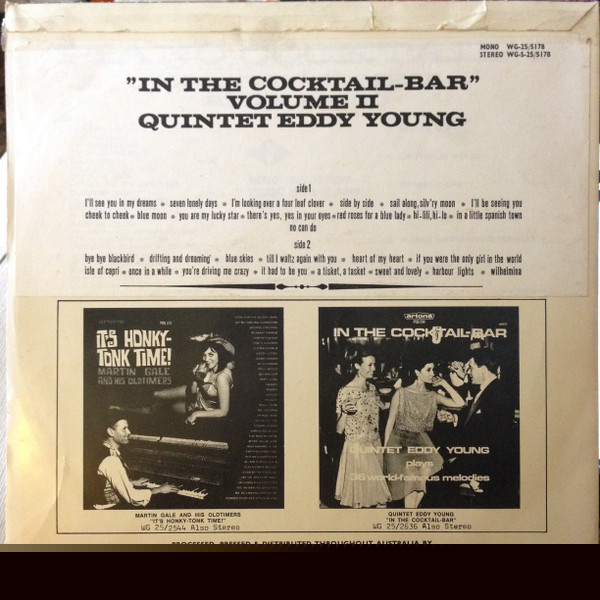 MONO WG-25/5178
STEREO WG-S-25/5178
"IN THE COCKTAIL-BAR"
VOLUME II
QUINTET EDDY YOUNG
side 1
I'll see you in my dreams • seven lonely days • I'm looking over a four leaf clover • side by side • sail along, silv'ry moon • I'll be seeing you
cheek to cheek • blue moon • you are my lucky star • there's yes, yes in your eyes • red roses for a blue lady • hi-lili, hi-lo • in a little spanish town
no can do
side 2
bye bye blackbird • drifting and dreaming' • blue skies • till I waltz again with you • heart of my heart • if you were the only girl in the world
isle of capri • once in a while • you're driving me crazy • it had to be you • a tisket, a tasket • sweet and lovely • harbour lights • wilhelmina
IT'S HONKY-
TONK TIME!
MARTIN GALE
AND HIS OLDTIMERS
MARTIN GALE AND HIS OLDTIMERS
"IT'S HONKY-TONK TIME!"
WG 25/2544 Also Stereo
artone
IN THE COCKTAIL-BAR
QUINTET EDDY YOUNG
plays
36 world-famous melodies
QUINTET EDDY YOUNG
"IN THE COCKTAIL-BAR"
WG 25/2636 Also Stereo
PROCESSED, PRESSED & DISTRIBUTED THROUGHOUT AUSTRALIA BY